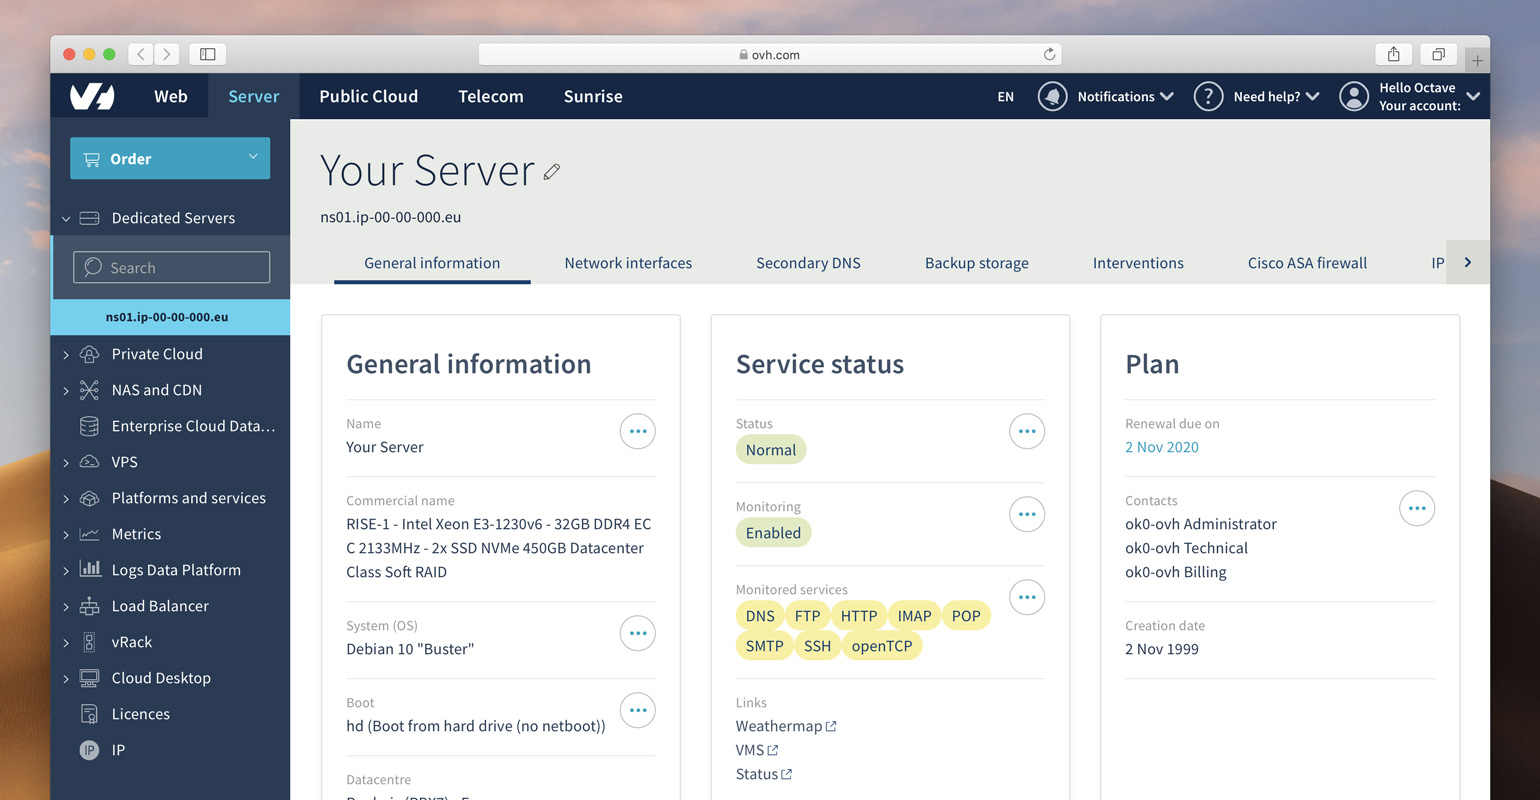 ovh.com
Web
Server
Public Cloud
Telecom
Sunrise
EN
Notifications
?
Need help?
Hello Octave
Your account:
Order
Dedicated Servers
Search
ns01.ip-00-00-000.eu
Private Cloud
NAS and CDN
Enterprise Cloud Data...
VPS
Platforms and services
Metrics
Logs Data Platform
Load Balancer
vRack
Cloud Desktop
Licences
IP
IP
Your Server
ns01.ip-00-00-000.eu
General information
Network interfaces
Secondary DNS
Backup storage
Interventions
Cisco ASA firewall
IP
General information
Name
Your Server
Commercial name
RISE-1 - Intel Xeon E3-1230v6 - 32GB DDR4 EC
C 2133MHz - 2x SSD NVMe 450GB Datacenter
Class Soft RAID
System (OS)
Debian 10 "Buster"
Boot
hd (Boot from hard drive (no netboot))
Datacentre
Service status
Status
Normal
Monitoring
Enabled
Monitored services
DNS FTP HTTP IMAP POP
SMTP SSH openTCP
Links
Weathermap
VMS
Status
Plan
Renewal due on
2 Nov 2020
Contacts
ok0-ovh Administrator
ok0-ovh Technical
ok0-ovh Billing
Creation date
2 Nov 1999